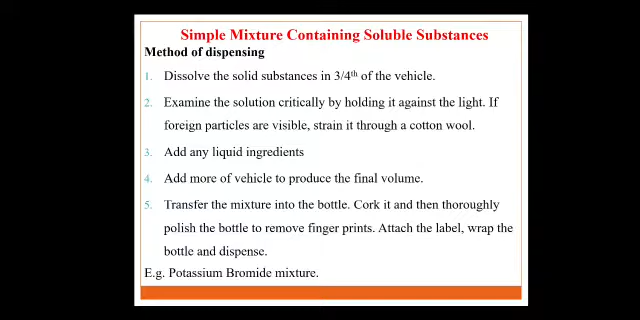 Simple Mixture Containing Soluble Substances
Method of dispensing
1. Dissolve the solid substances in 3/4th of the vehicle.
2. Examine the solution critically by holding it against the light. If
foreign particles are visible, strain it through a cotton wool.
3. Add any liquid ingredients
4. Add more of vehicle to produce the final volume.
5. Transfer the mixture into the bottle. Cork it and then thoroughly
polish the bottle to remove finger prints. Attach the label, wrap the
bottle and dispense.
E.g. Potassium Bromide mixture.